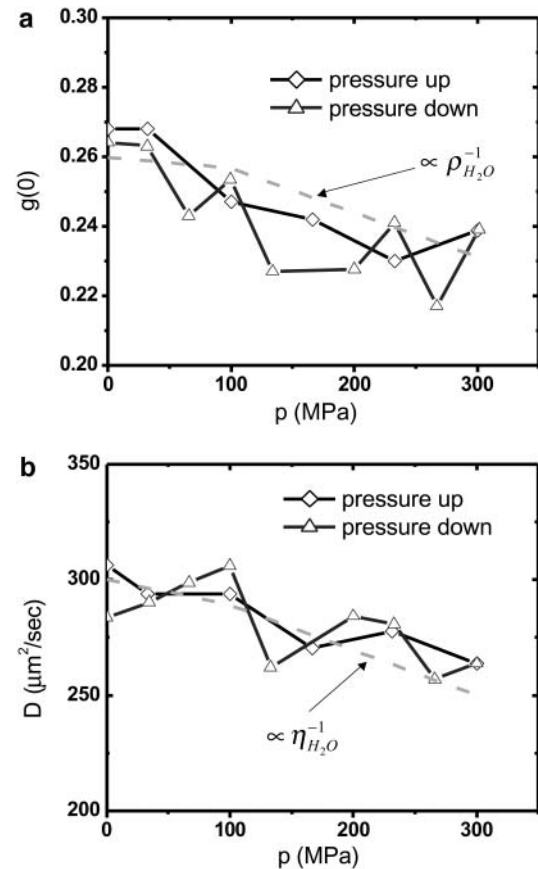 a
0.30
0.28
0.26
0.24
0.22
0.20
g(0)
pressure up
pressure down
∝ ρ_{H₂O}^{-1}
0 100 200 300
p (MPa)
b
350
300
250
200
D (μm²/sec)
pressure up
pressure down
∝ η_{H₂O}^{-1}
0 100 200 300
p (MPa)